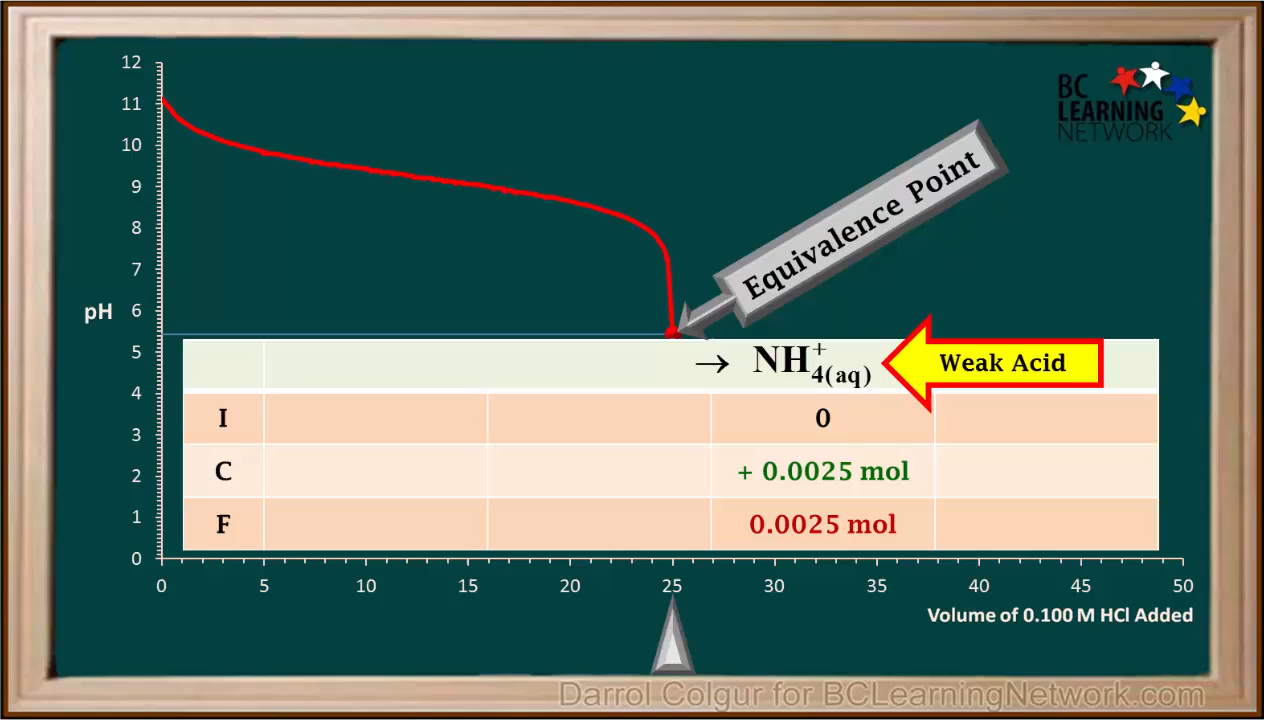 BC
LEARNING
NETWORK
12
11
10
9
8
7
6
5
4
3
2
1
0
pH
Equivalence Point
→ NH₄₍ₐq₎⁺
Weak Acid
I 0
C + 0.0025 mol
F 0.0025 mol
0 5 10 15 20 25 30 35 40 45 50
Volume of 0.100 M HCl Added
Darrol Colgur for BCLearningNetwork.com